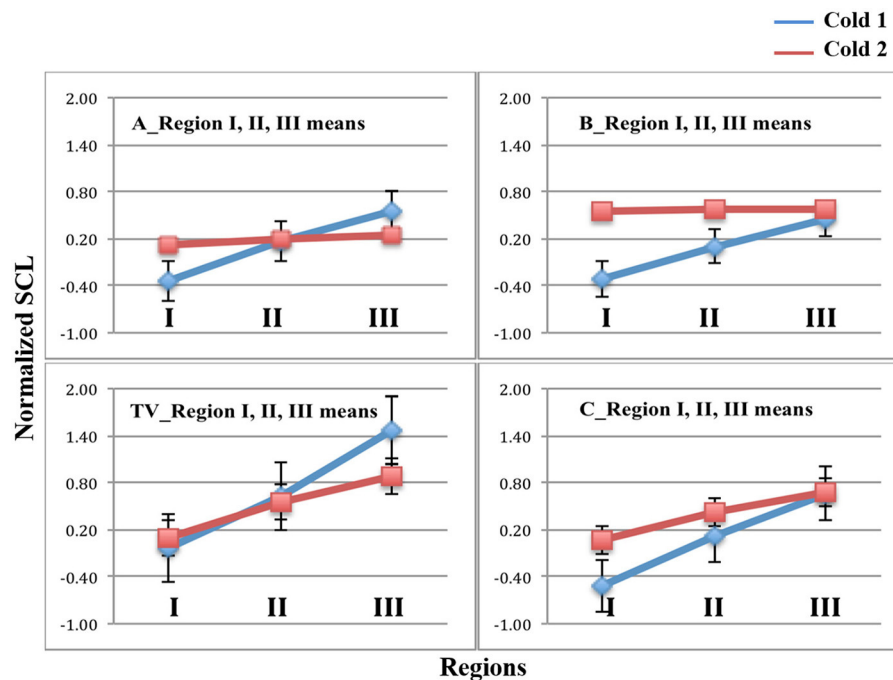 Cold 1
Cold 2
A_Region I, II, III means
2.00
1.40
0.80
0.20
-0.40
-1.00
I II III
B_Region I, II, III means
2.00
1.40
0.80
0.20
-0.40
-1.00
I II III
TV_Region I, II, III means
2.00
1.40
0.80
0.20
-0.40
-1.00
I II III
C_Region I, II, III means
2.00
1.40
0.80
0.20
-0.40
-1.00
I II III
Normalized SCL
Regions